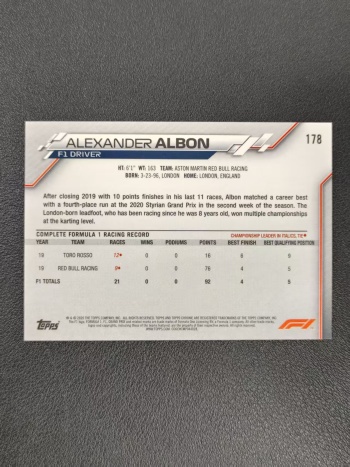 ALEXANDER ALBON
178
F1 DRIVER
HT: 6'1" WT: 163 TEAM: ASTON MARTIN RED BULL RACING
BORN: 3-23-96, LONDON HOME: LONDON, ENGLAND
After closing 2019 with 10 points finishes in his last 11 races, Albon matched a career best
with a fourth-place run at the 2020 Styrian Grand Prix in the second week of the season. The
London-born leadfoot, who has been racing since he was 8 years old, won multiple championships
at the karting level.
COMPLETE FORMULA 1 RACING RECORD CHAMPIONSHIP LEADER IN ITALICS, TIE
YEAR TEAM RACES WINS PODIUMS POINTS BEST FINISH BEST QUALIFYING POSITION
TORO ROSSO 0 0 16 6 9
RED BULL RACING 0 0 76 4 5
F1 TOTALS 21 0 0 92 4 5
TOPPS
F1